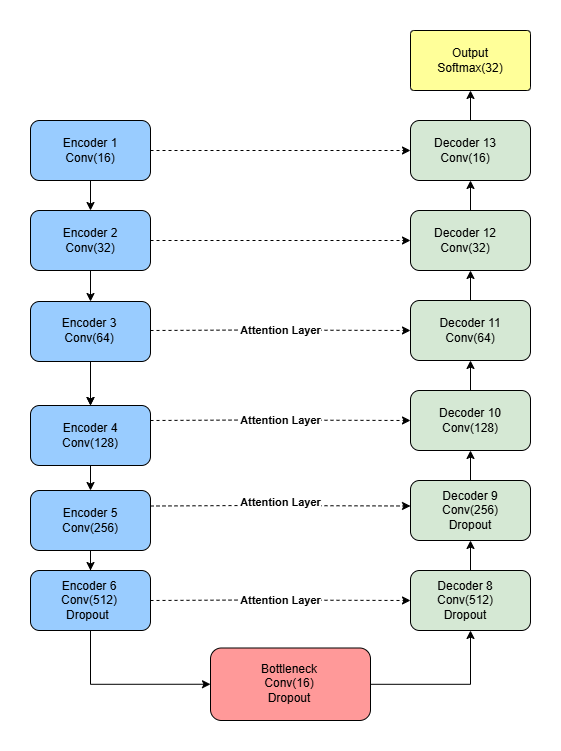 Output
Softmax(32)
Encoder 1
Conv(16)
Decoder 13
Conv(16)
Encoder 2
Conv(32)
Decoder 12
Conv(32)
Encoder 3
Conv(64)
Attention Layer
Decoder 11
Conv(64)
Encoder 4
Conv(128)
Attention Layer
Decoder 10
Conv(128)
Encoder 5
Conv(256)
Attention Layer
Decoder 9
Conv(256)
Dropout
Encoder 6
Conv(512)
Dropout
Attention Layer
Decoder 8
Conv(512)
Dropout
Bottleneck
Conv(16)
Dropout